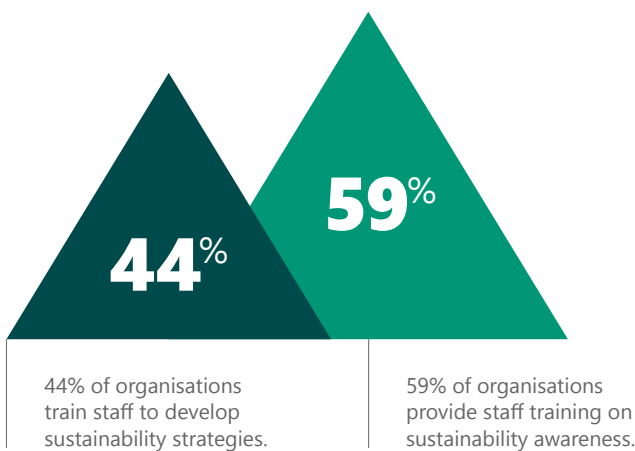 59%
44%
44% of organisations
train staff to develop
sustainability strategies.
59% of organisations
provide staff training on
sustainability awareness.